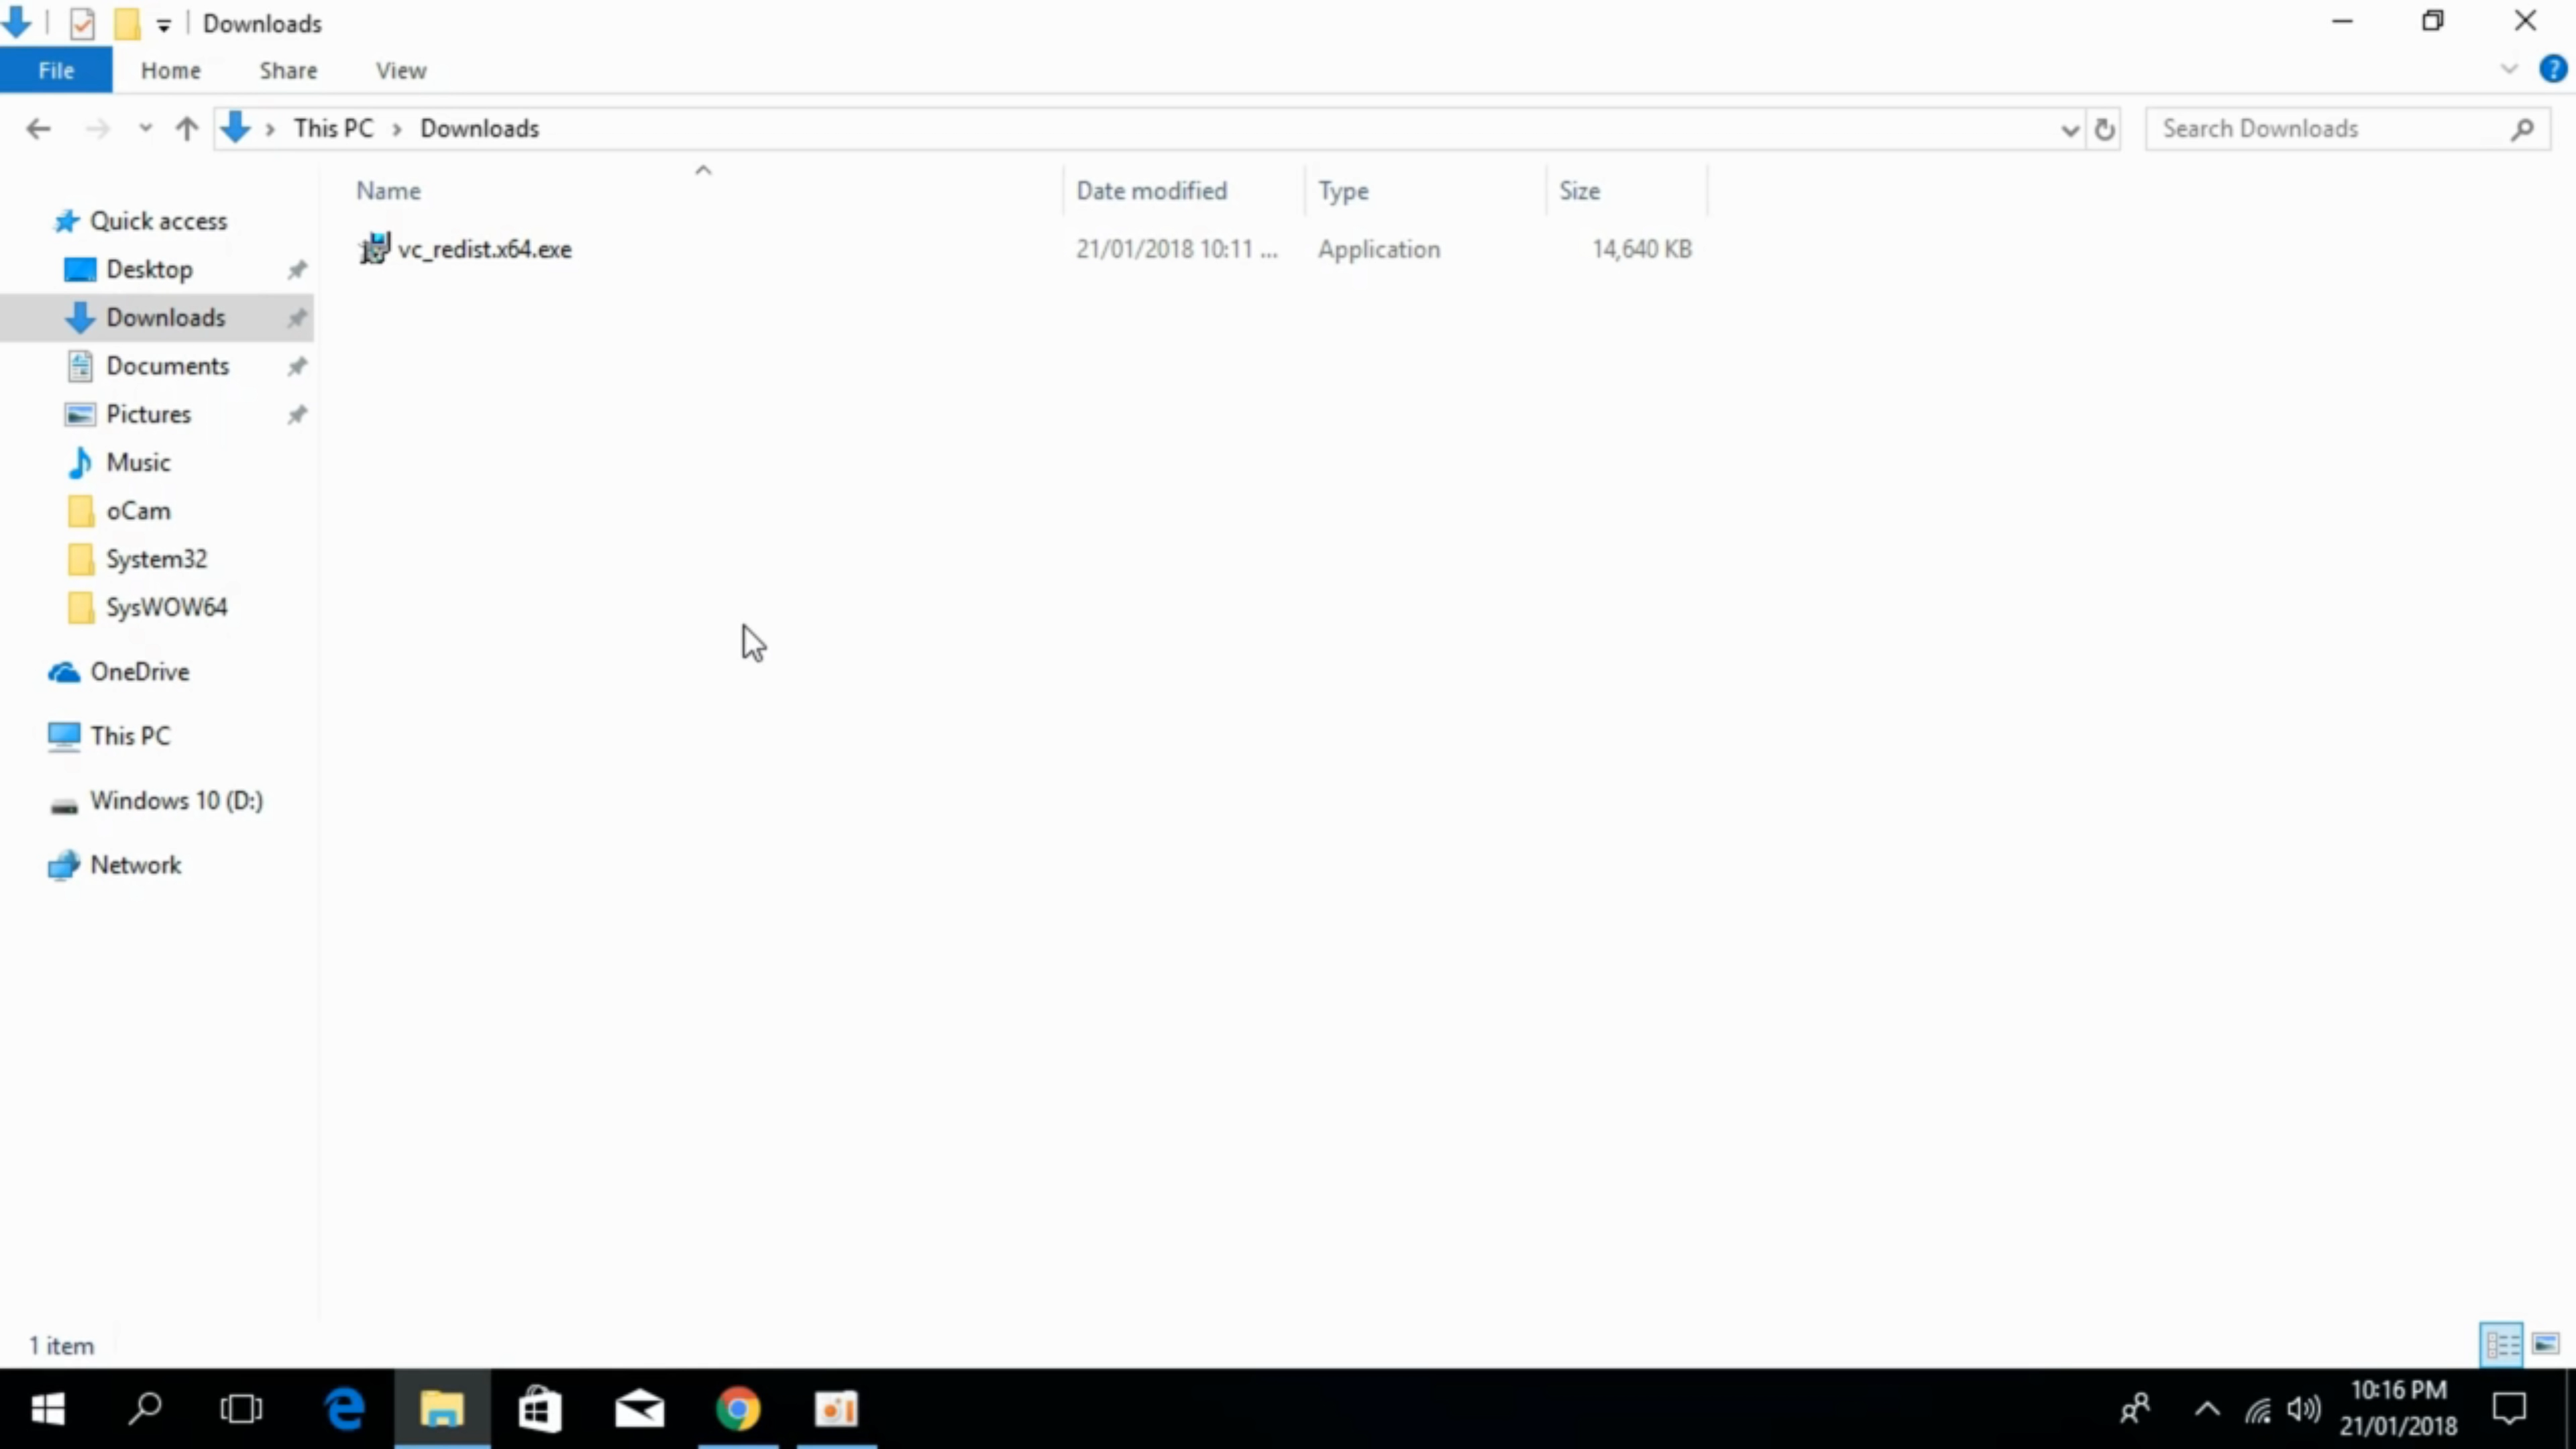 Downloads
File Home Share View
This PC Downloads Search Downloads
Name Date modified Type Size
Quick access
vc_redist.x64.exe 21/01/2018 10:11 ... Application 14,640 KB
Desktop
Downloads
Documents
Pictures
Music
oCam
System32
SysWOW64
OneDrive
This PC
Windows 10 (D:)
Network
1 item
10:16 PM
21/01/2018